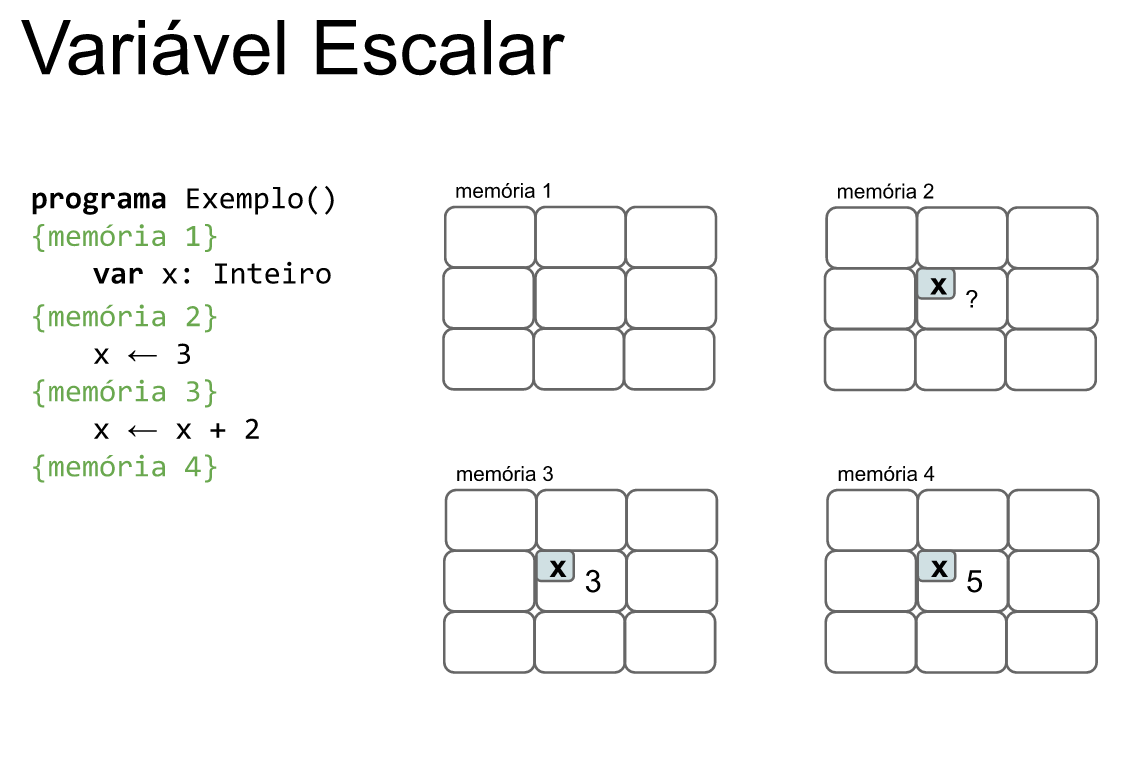 Variável Escalar
programa Exemplo()
{memória 1}
var x: Inteiro
{memória 2}
x ← 3
{memória 3}
x ← x + 2
{memória 4}
memória 1
memória 2
x ?
memória 3
x 3
memória 4
x 5